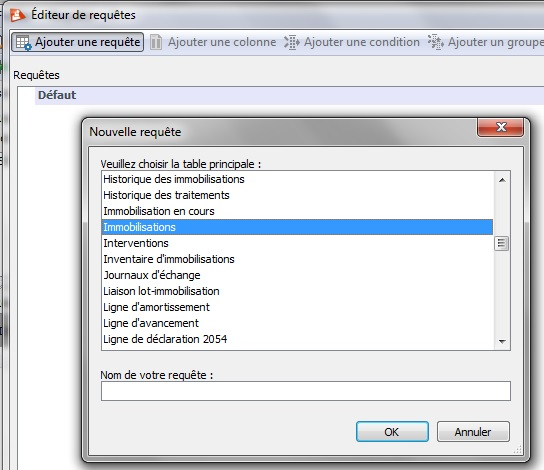 Éditeur de requêtes
Ajouter une requête Ajouter une colonne Ajouter une condition Ajouter un groupe
Requêtes
Défaut
Nouvelle requête
Veuillez choisir la table principale :
Historique des immobilisations
Historique des traitements
Immobilisation en cours
Immobilisations
Interventions
Inventaire d'immobilisations
Journaux d'échange
Liaison lot-immobilisation
Ligne d'amortissement
Ligne d'avancement
Ligne de déclaration 2054
Nom de votre requête :
OK Annuler